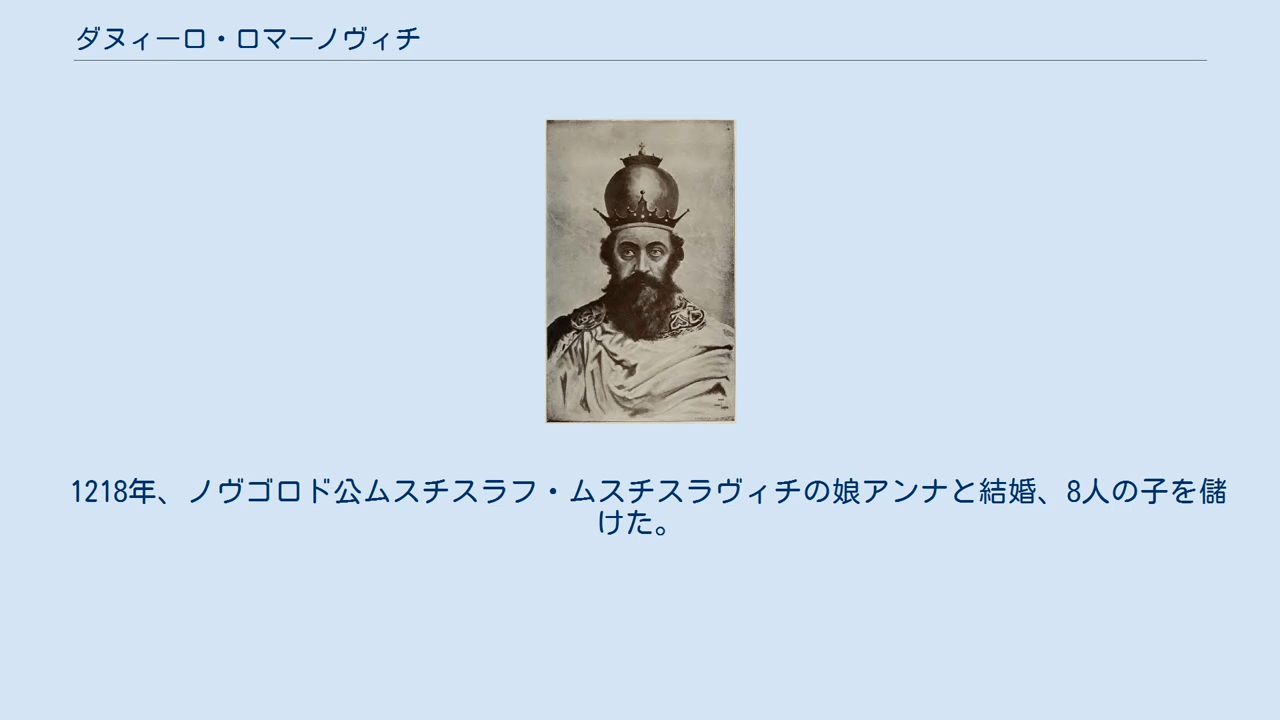 ダヌィーロ・ロマーノヴィチ
1218年、ノヴゴロド公ムスチスラフ・ムスチスラヴィチの娘アンナと結婚、8人の子を儲
けた。